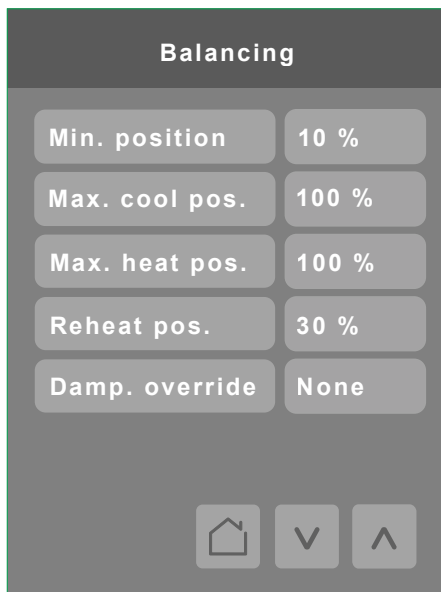 Balancing
Min. position 10 %
Max. cool pos. 100 %
Max. heat pos. 100 %
Reheat pos. 30 %
Damp. override None